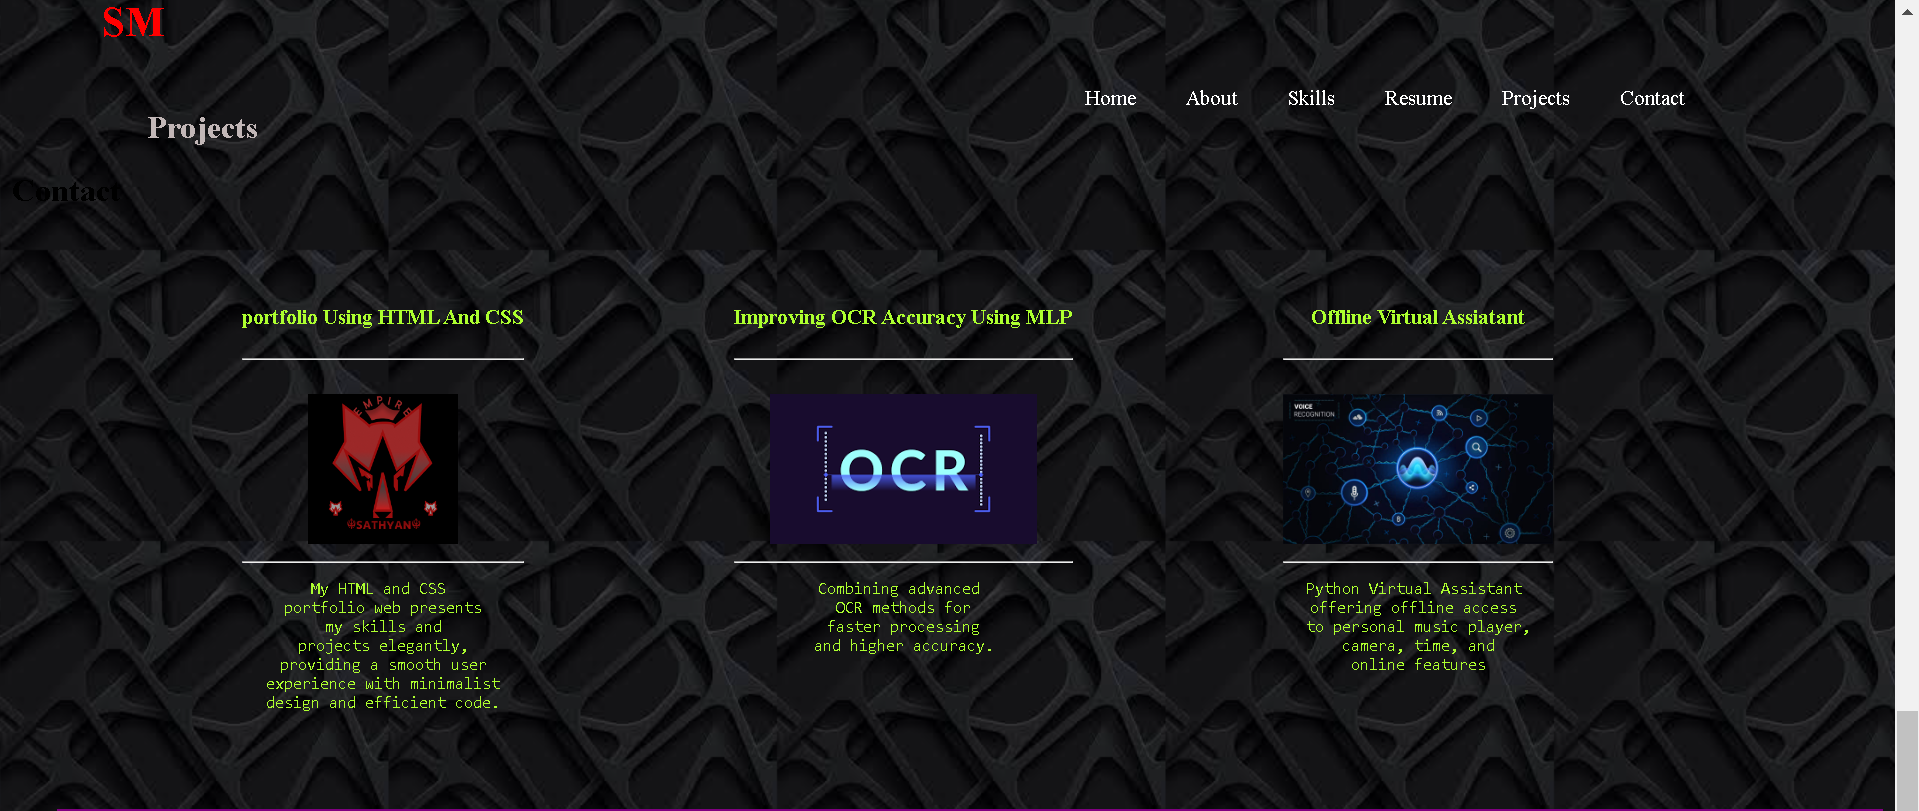 SM
Home About Skills Resume Projects Contact
Projects
Contact
portfolio Using HTML And CSS
EMPIRE
SATHYAN
My HTML and CSS
portfolio web presents
my skills and
projects elegantly,
providing a smooth user
experience with minimalist
design and efficient code.
Improving OCR Accuracy Using MLP
OCR
Combining advanced
OCR methods for
faster processing
and higher accuracy.
Offline Virtual Assiatant
VOICE
RECOGNITION
Python Virtual Assistant
offering offline access
to personal music player,
camera, time, and
online features